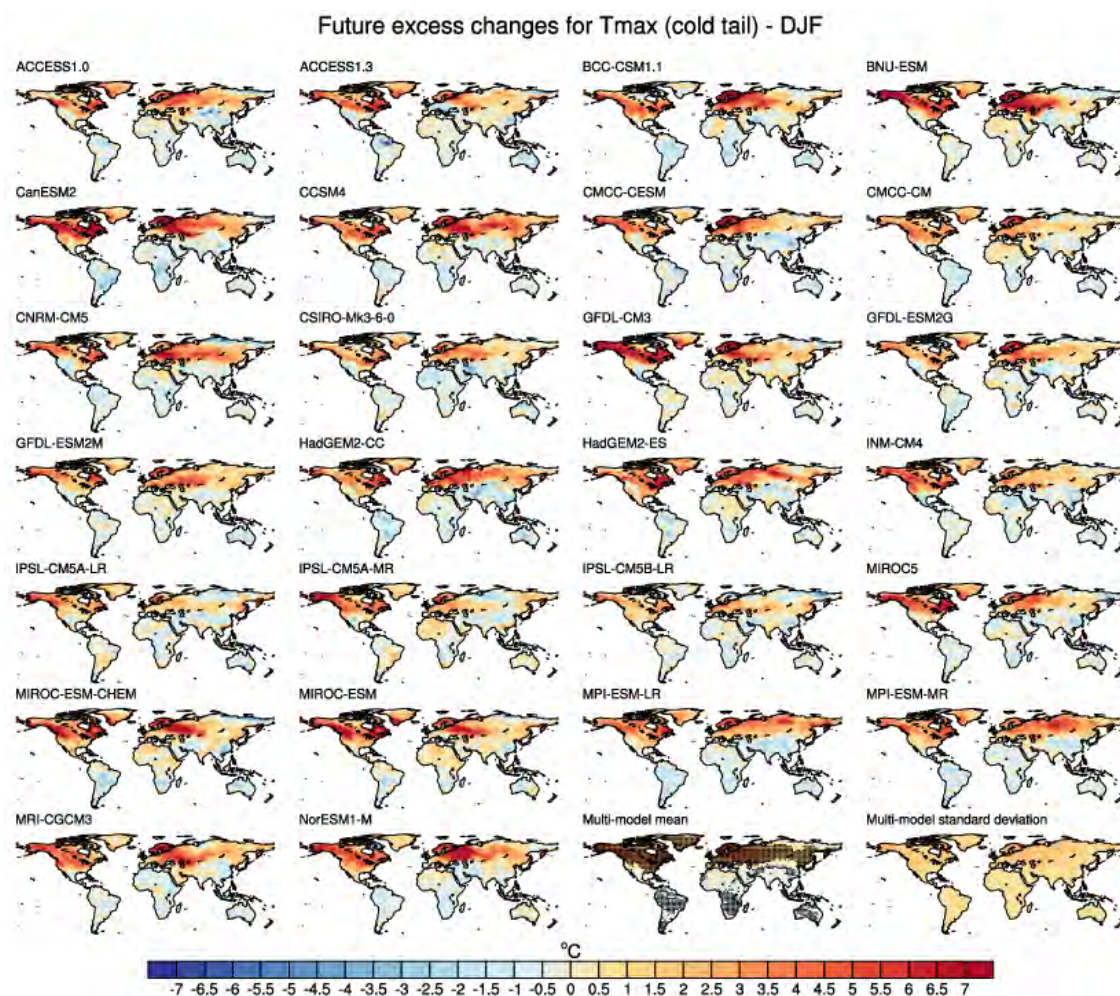 Future excess changes for Tmax (cold tail) - DJF
ACCESS1.0 ACCESS1.3 BCC-CSM1.1 BNU-ESM
CanESM2 CCSM4 CMCC-CESM CMCC-CM
CNRM-CM5 CSIRO-Mk3-6-0 GFDL-CM3 GFDL-ESM2G
GFDL-ESM2M HadGEM2-CC HadGEM2-ES INM-CM4
IPSL-CM5A-LR IPSL-CM5A-MR IPSL-CM5B-LR MIROC5
MIROC-ESM-CHEM MIROC-ESM MPI-ESM-LR MPI-ESM-MR
MRI-CGCM3 NorESM1-M Multi-model mean Multi-model standard deviation
°C
-7 -6.5 -6 -5.5 -5 -4.5 -4 -3.5 -3 -2.5 -2 -1.5 -1 -0.5 0 0.5 1 1.5 2 2.5 3 3.5 4 4.5 5 5.5 6 6.5 7